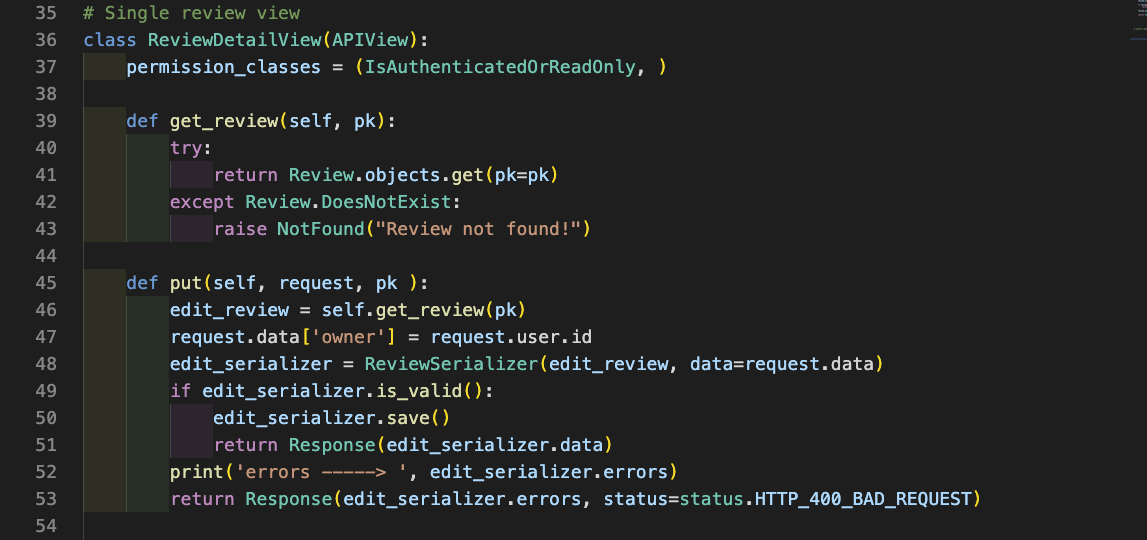 35 # Single review view
36 class ReviewDetailView(APIView):
37     permission_classes = (IsAuthenticatedOrReadOnly, )
38
39     def get_review(self, pk):
40         try:
41             return Review.objects.get(pk=pk)
42         except Review.DoesNotExist:
43             raise NotFound("Review not found!")
44
45     def put(self, request, pk ):
46         edit_review = self.get_review(pk)
47         request.data['owner'] = request.user.id
48         edit_serializer = ReviewSerializer(edit_review, data=request.data)
49         if edit_serializer.is_valid():
50             edit_serializer.save()
51             return Response(edit_serializer.data)
52         print('errors -----> ', edit_serializer.errors)
53         return Response(edit_serializer.errors, status=status.HTTP_400_BAD_REQUEST)
54